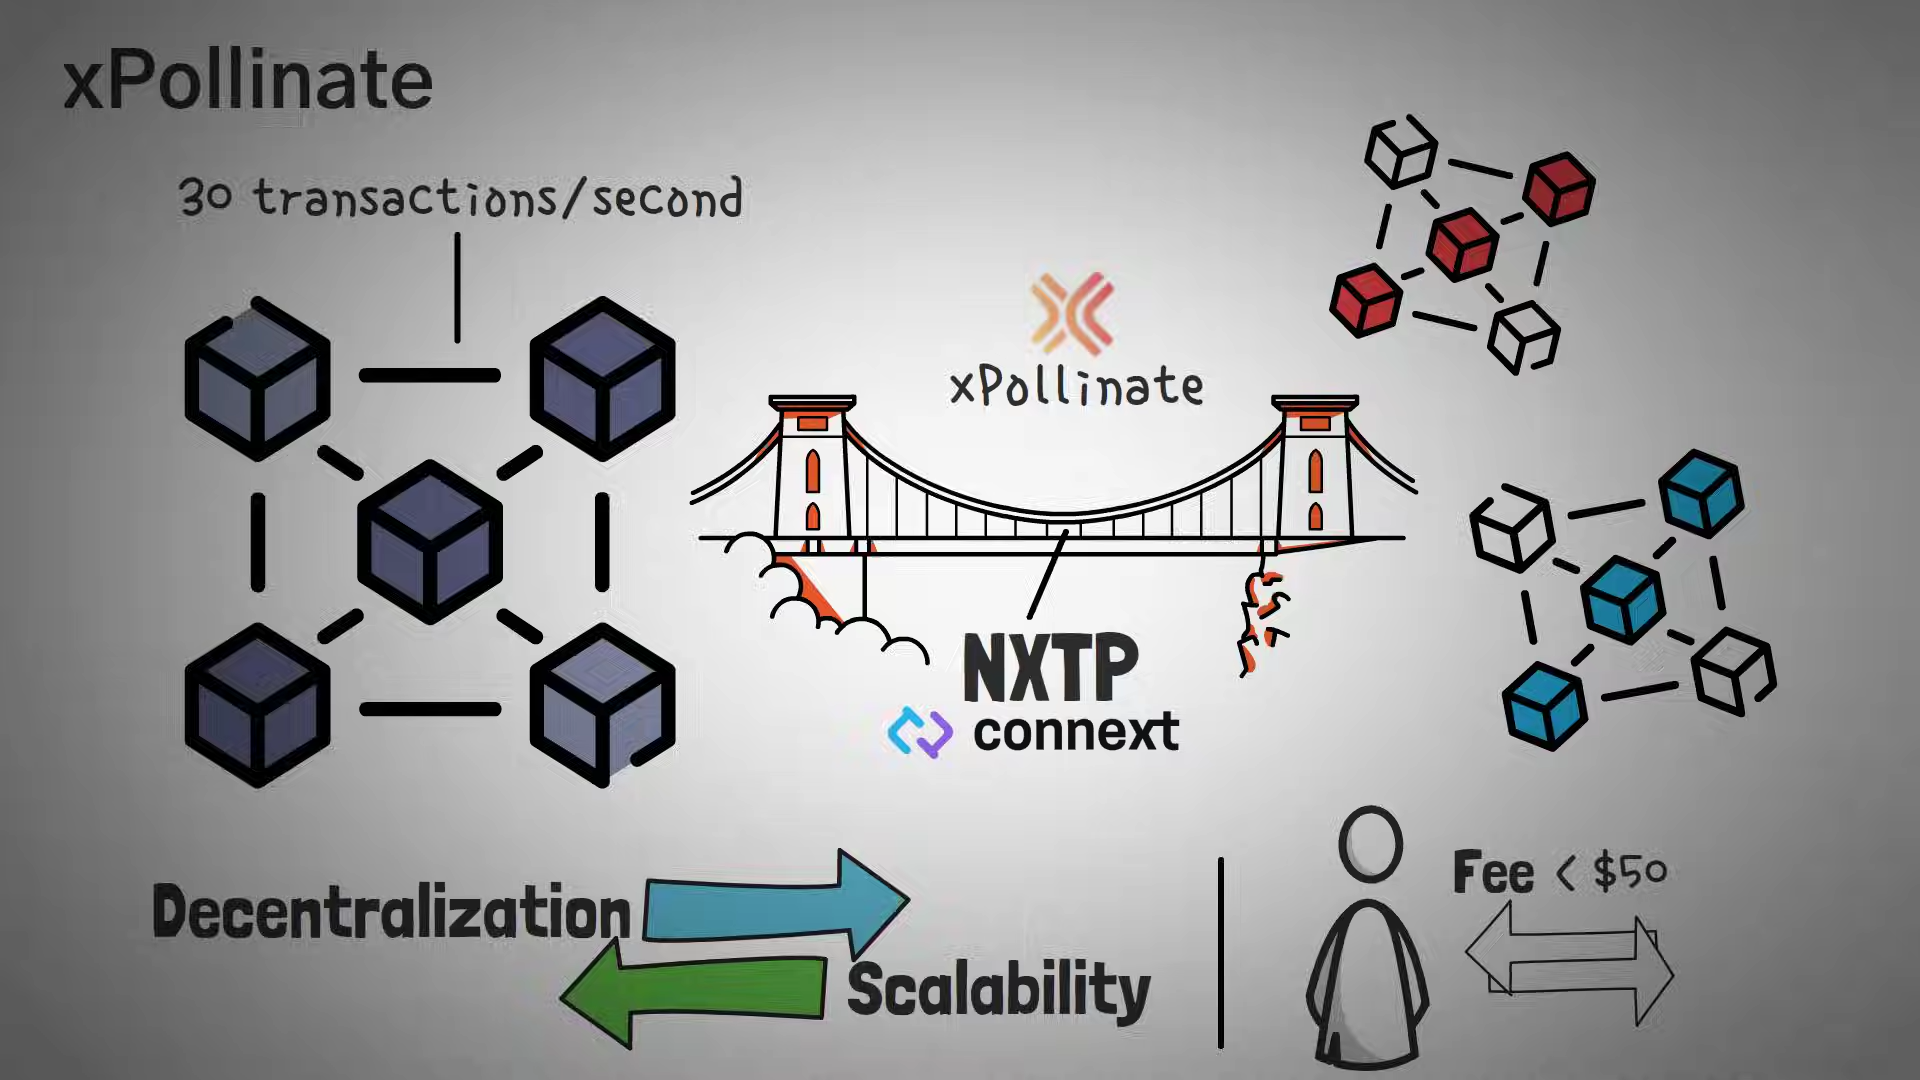 xPollinate
30 transactions/second
xPollinate
NXTP
connext
Decentralization
Scalability
Fee < $50